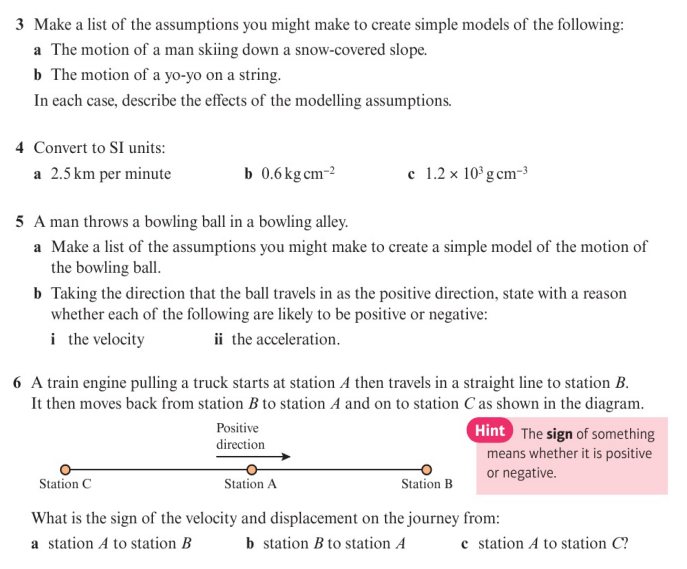 3 Make a list of the assumptions you might make to create simple models of the following:
a The motion of a man skiing down a snow-covered slope.
b The motion of a yo-yo on a string.
In each case, describe the effects of the modelling assumptions.
4 Convert to SI units:
a 2.5 km per minute b 0.6 kg cm⁻² c 1.2 × 10³ g cm⁻³
5 A man throws a bowling ball in a bowling alley.
a Make a list of the assumptions you might make to create a simple model of the motion of
the bowling ball.
b Taking the direction that the ball travels in as the positive direction, state with a reason
whether each of the following are likely to be positive or negative:
i the velocity ii the acceleration.
6 A train engine pulling a truck starts at station A then travels in a straight line to station B.
It then moves back from station B to station A and on to station C as shown in the diagram.
Positive
direction
Station C Station A Station B
Hint The sign of something
means whether it is positive
or negative.
What is the sign of the velocity and displacement on the journey from:
a station A to station B b station B to station A c station A to station C?